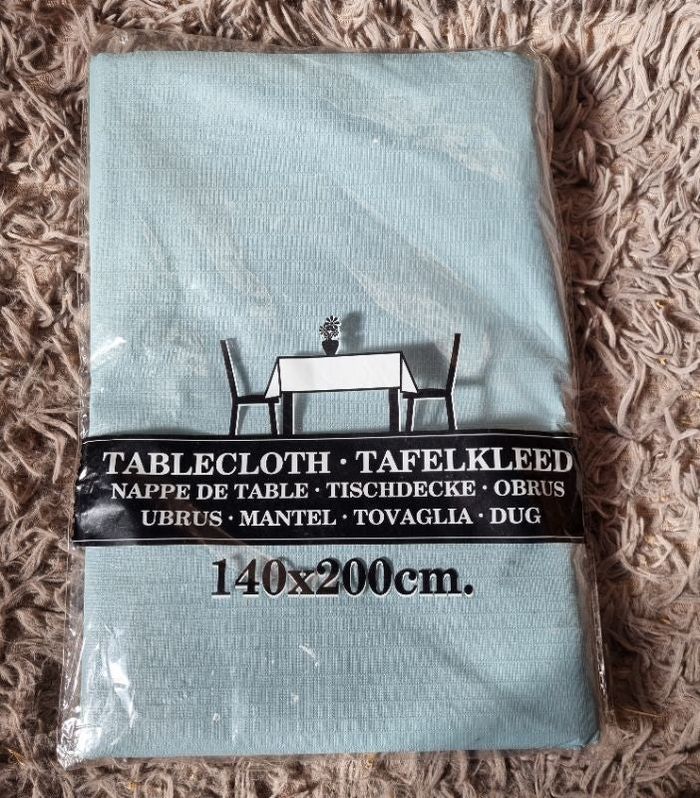 TABLECLOTH · TAFELKLEED
NAPPE DE TABLE · TISCHDECKE · OBRUS
UBRUS · MANTEL · TOVAGLIA · DUG
140x200cm.